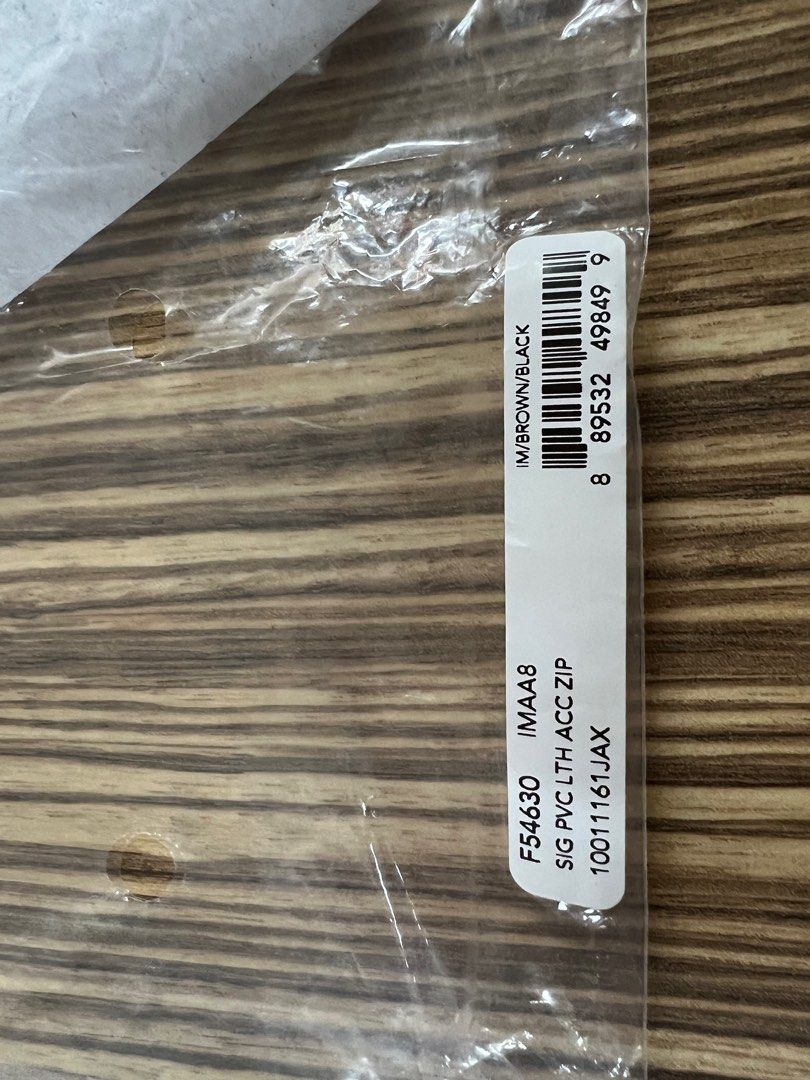 F54630 IMAA8
SIG PVC LTH ACC ZIP
10011161JAX
IM/BROWN/BLACK
8 89532 49849 9